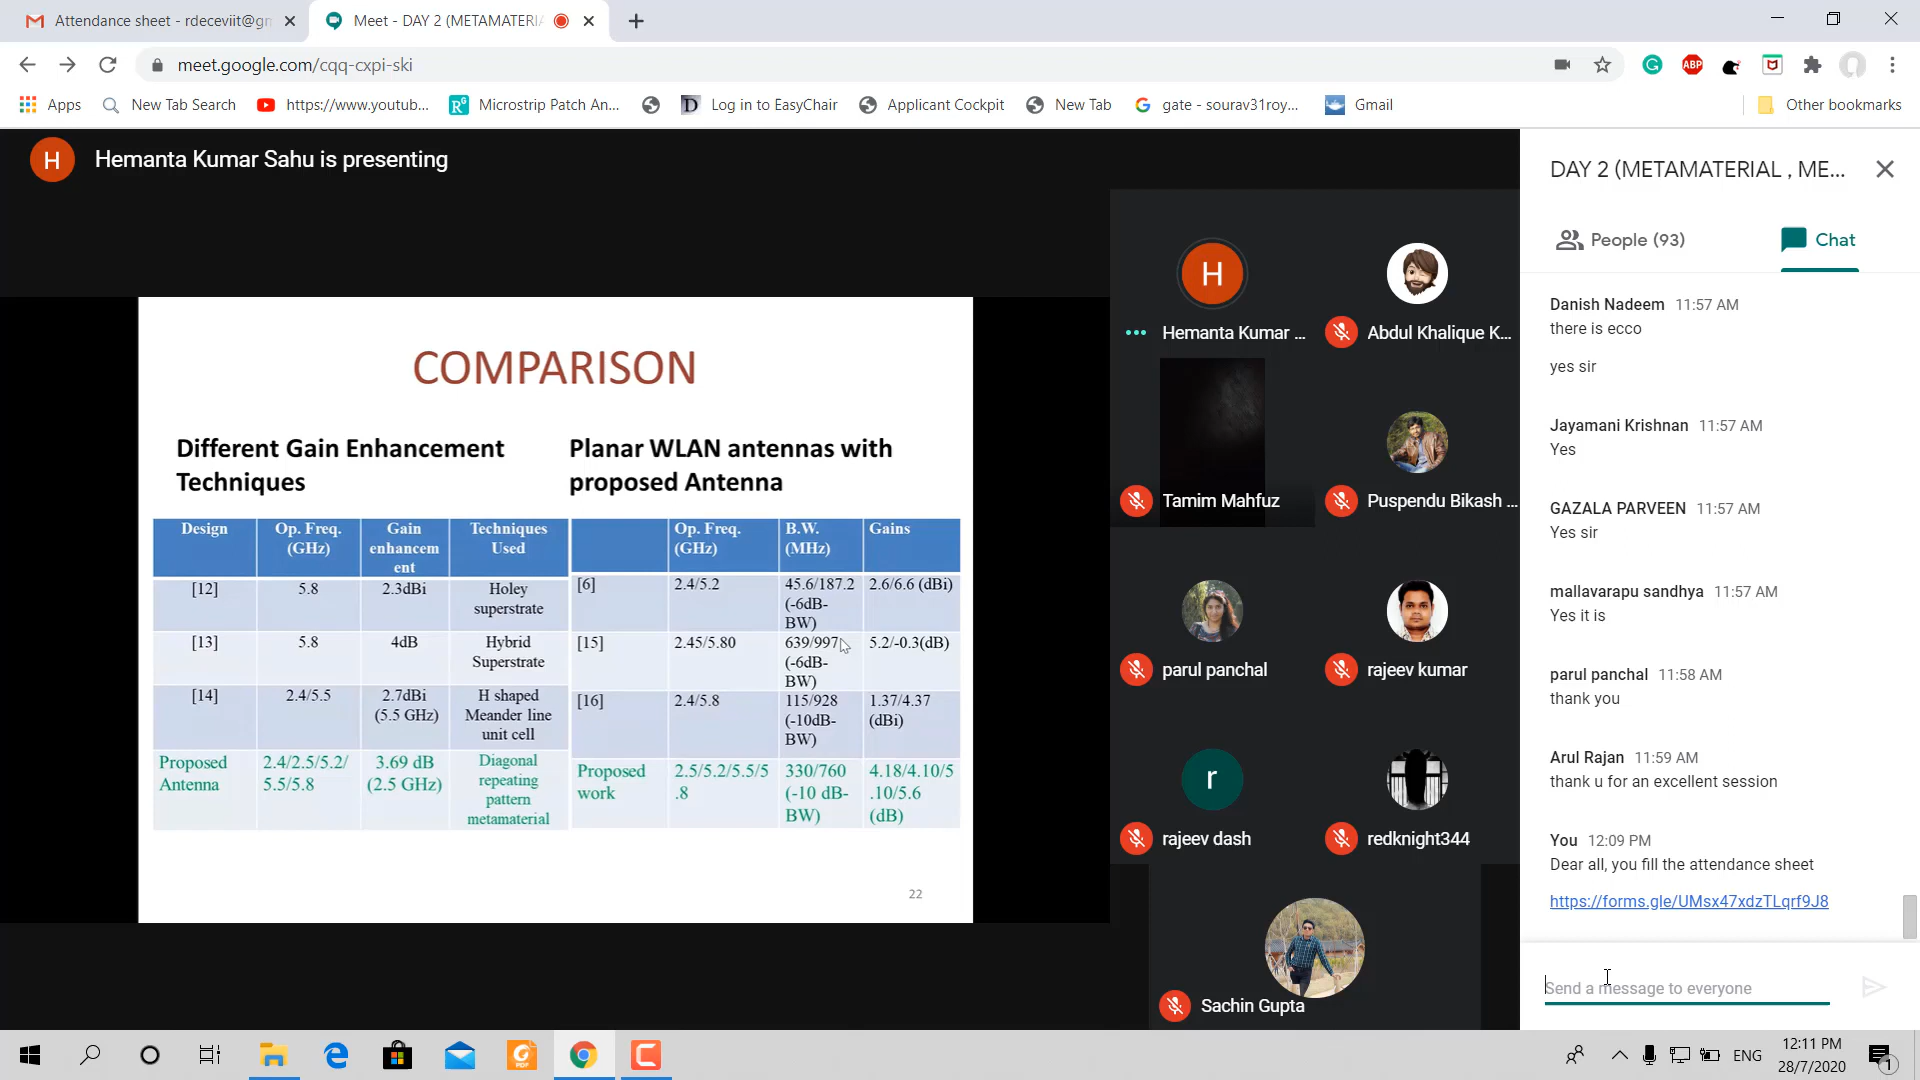 Attendance sheet - rdeceviit@gm
Meet - DAY 2 (METAMATERI
meet.google.com/cqq-cxpi-ski
Apps
New Tab Search
https://www.youtub...
Microstrip Patch An...
Log in to EasyChair
Applicant Cockpit
New Tab
gate - sourav31roy...
Gmail
Other bookmarks
H
Hemanta Kumar Sahu is presenting
COMPARISON
Different Gain Enhancement
Techniques
Design Op. Freq. (GHz) Gain enhancem ent Techniques Used
[12] 5.8 2.3dBi Holey superstrate
[13] 5.8 4dB Hybrid Superstrate
[14] 2.4/5.5 2.7dBi (5.5 GHz) H shaped Meander line unit cell
Proposed Antenna 2.4/2.5/5.2/ 5.5/5.8 3.69 dB (2.5 GHz) Diagonal repeating pattern metamaterial
Planar WLAN antennas with
proposed Antenna
Op. Freq. (GHz) B.W. (MHz) Gains
[6] 2.4/5.2 45.6/187.2 (-6dB- BW) 2.6/6.6 (dBi)
[15] 2.45/5.80 639/997 (-6dB- BW) 5.2/-0.3(dB)
[16] 2.4/5.8 115/928 (-10dB- BW) 1.37/4.37 (dBi)
Proposed work 2.5/5.2/5.5/5 .8 330/760 (-10 dB- BW) 4.18/4.10/5 .10/5.6 (dB)
22
H
Hemanta Kumar ...
Abdul Khalique K...
Tamim Mahfuz
Puspendu Bikash ...
parul panchal
rajeev kumar
r
rajeev dash
redknight344
Sachin Gupta
DAY 2 (METAMATERIAL , ME...
People (93)
Chat
Danish Nadeem 11:57 AM
there is ecco
yes sir
Jayamani Krishnan 11:57 AM
Yes
GAZALA PARVEEN 11:57 AM
Yes sir
mallavarapu sandhya 11:57 AM
Yes it is
parul panchal 11:58 AM
thank you
Arul Rajan 11:59 AM
thank u for an excellent session
You 12:09 PM
Dear all, you fill the attendance sheet
https://forms.gle/UMsx47xdzTLqrf9J8
Send a message to everyone
ENG
12:11 PM
28/7/2020
1